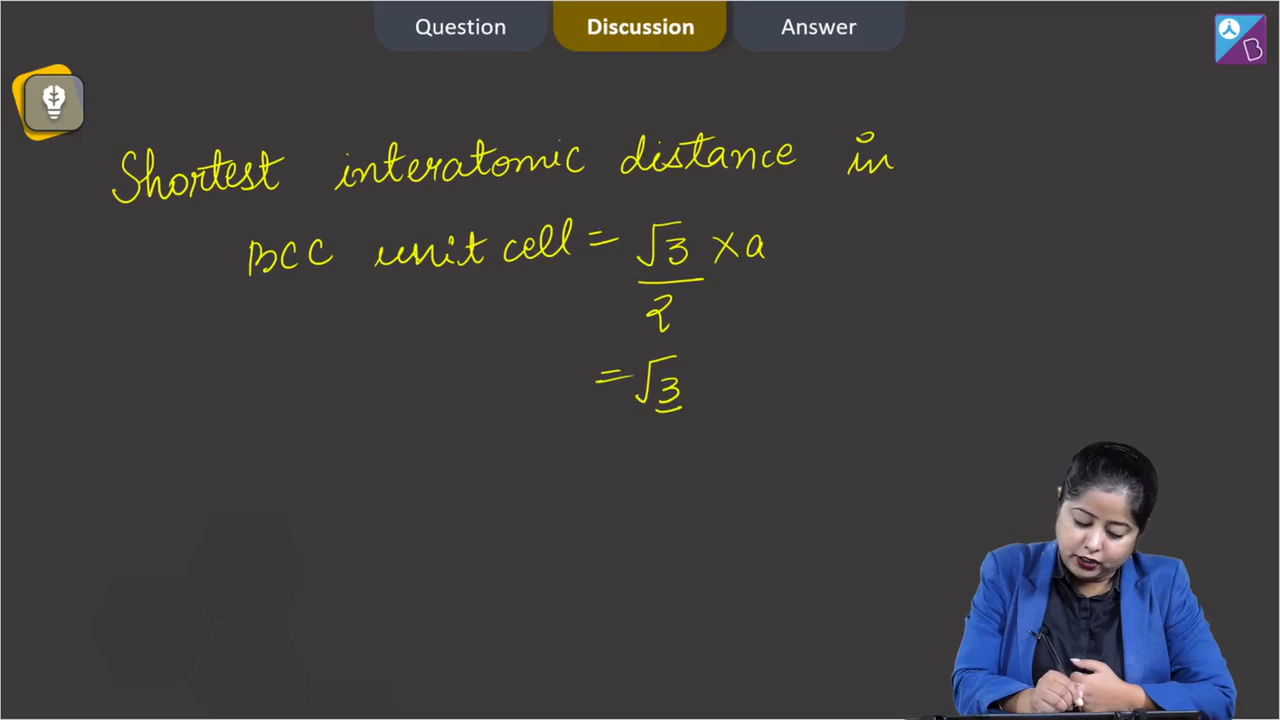 Question
Discussion
Answer
Shortest interatomic distance in
BCC unit cell = √3/2 × a
= √3